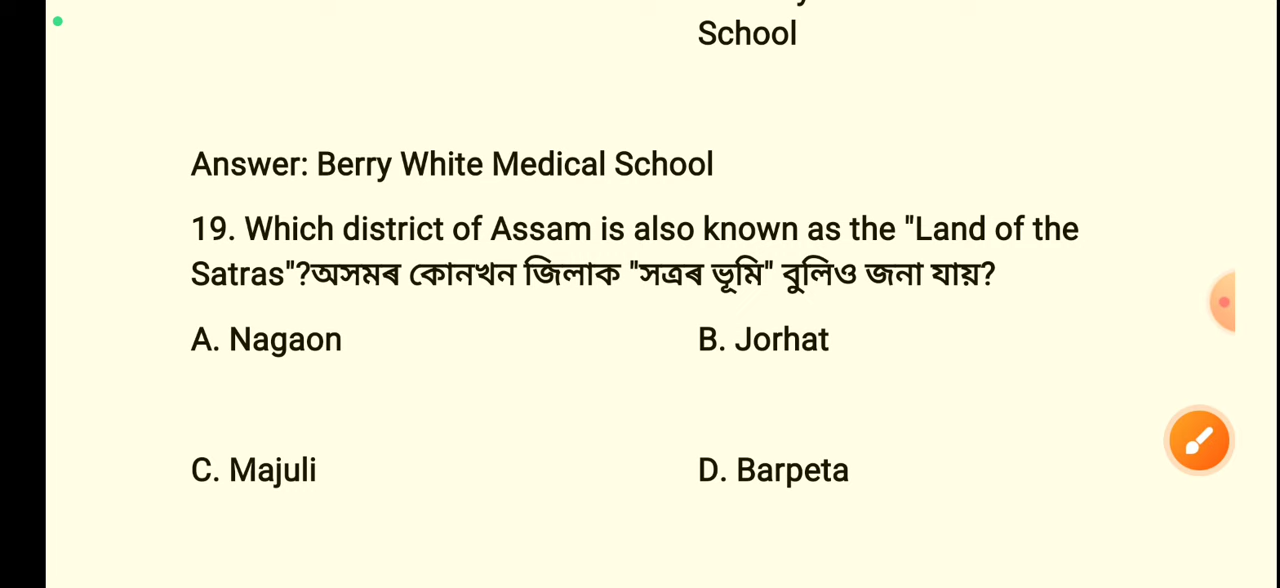 School
Answer: Berry White Medical School
19. Which district of Assam is also known as the "Land of the
Satras"?অসমৰ কোনখন জিলাক "সত্ৰৰ ভূমি" বুলিও জনা যায়?
A. Nagaon
B. Jorhat
C. Majuli
D. Barpeta